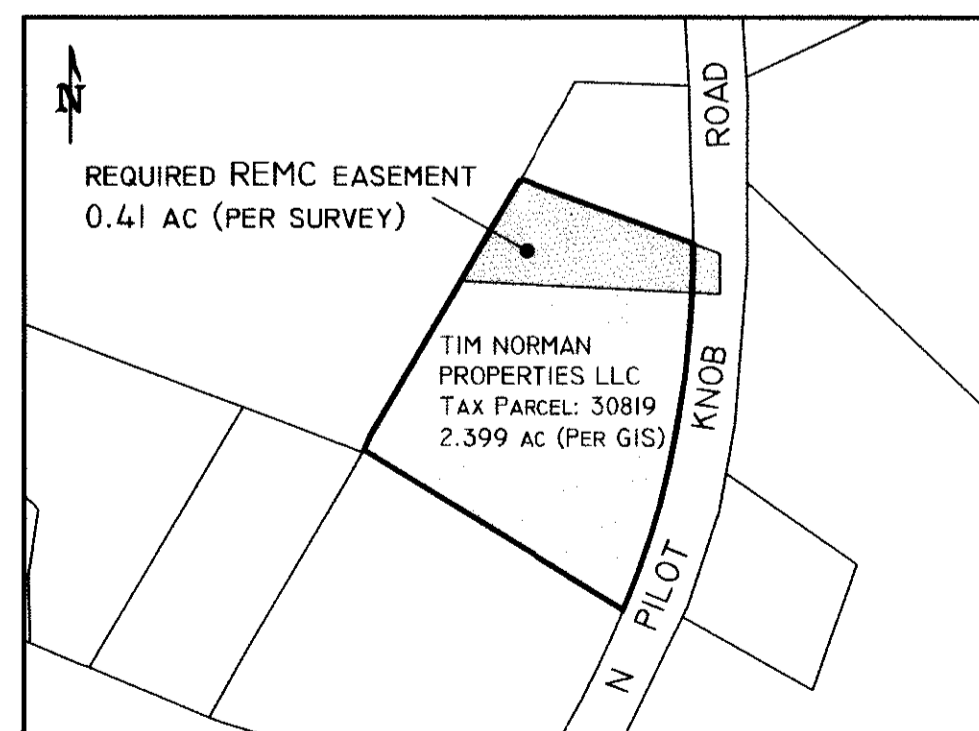 N
REQUIRED REMC EASEMENT
0.41 AC (PER SURVEY)
TIM NORMAN
PROPERTIES LLC
TAX PARCEL: 30819
2.399 AC (PER GIS)
N PILOT KNOB ROAD